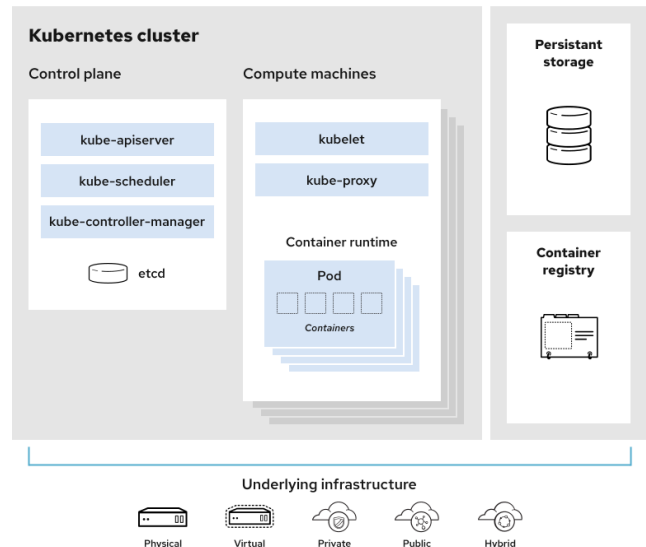 Kubernetes cluster
Control plane
kube-apiserver
kube-scheduler
kube-controller-manager
etcd
Compute machines
kubelet
kube-proxy
Container runtime
Pod
Containers
Persistant
storage
Container
registry
Underlying infrastructure
Physical
Virtual
Private
Public
Hybrid